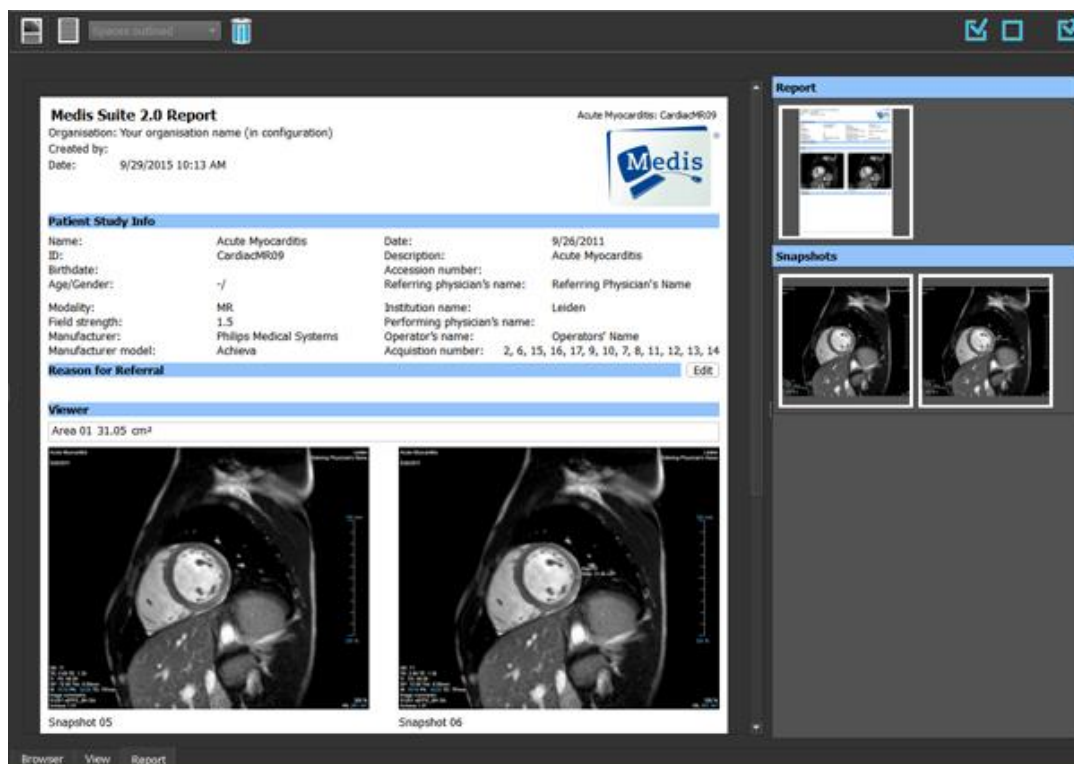 Spaces outlined
Medis Suite 2.0 Report
Acute Myocarditis: CardiacMR09
Organisation: Your organisation name (in configuration)
Created by:
Date: 9/29/2015 10:13 AM
Medis
Patient Study Info
Name: Acute Myocarditis Date: 9/26/2011
ID: CardiacMR09 Description: Acute Myocarditis
Birthdate: Accession number:
Age/Gender: -/ Referring physician's name: Referring Physician's Name
Modality: MR Institution name: Leiden
Field strength: 1.5 Performing physician's name:
Manufacturer: Philips Medical Systems Operator's name: Operators' Name
Manufacturer model: Achieva Acquistion number: 2, 6, 15, 16, 17, 9, 10, 7, 8, 11, 12, 13, 14
Reason for Referral Edit
Viewer
Area 01 31.05 cm²
Snapshot 05 Snapshot 06
Report
Snapshots
Browser View Report